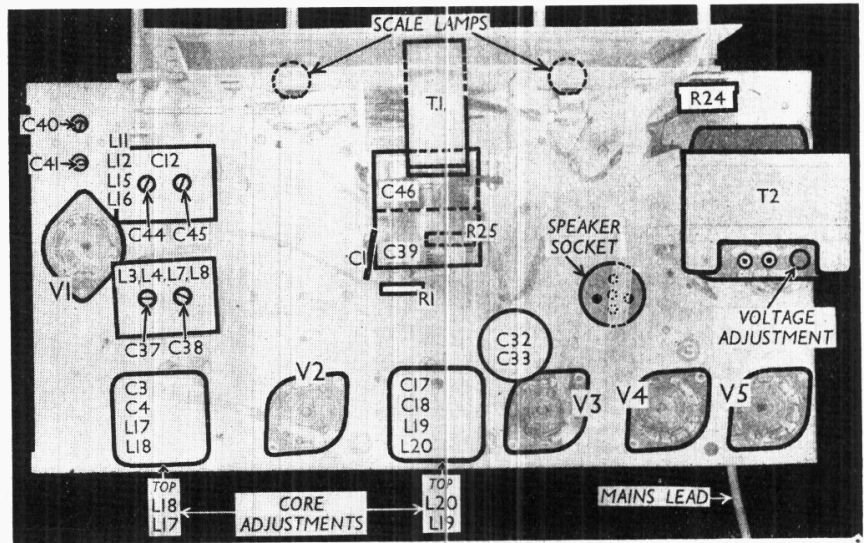 SCALE LAMPS
R24
T.I.
C40
C41
L11
L12
L15
L16
C12
C46
T2
C44
C45
R25
SPEAKER
SOCKET
C1
C39
V1
L3, L4, L7, L8
R1
VOLTAGE
ADJUSTMENT
C37
C38
C32
C33
V2
C3
C4
L17
L18
C17
C18
L19
L20
V3
V4
V5
TOP
L18
L17
CORE
ADJUSTMENTS
TOP
L20
L19
MAINS LEAD